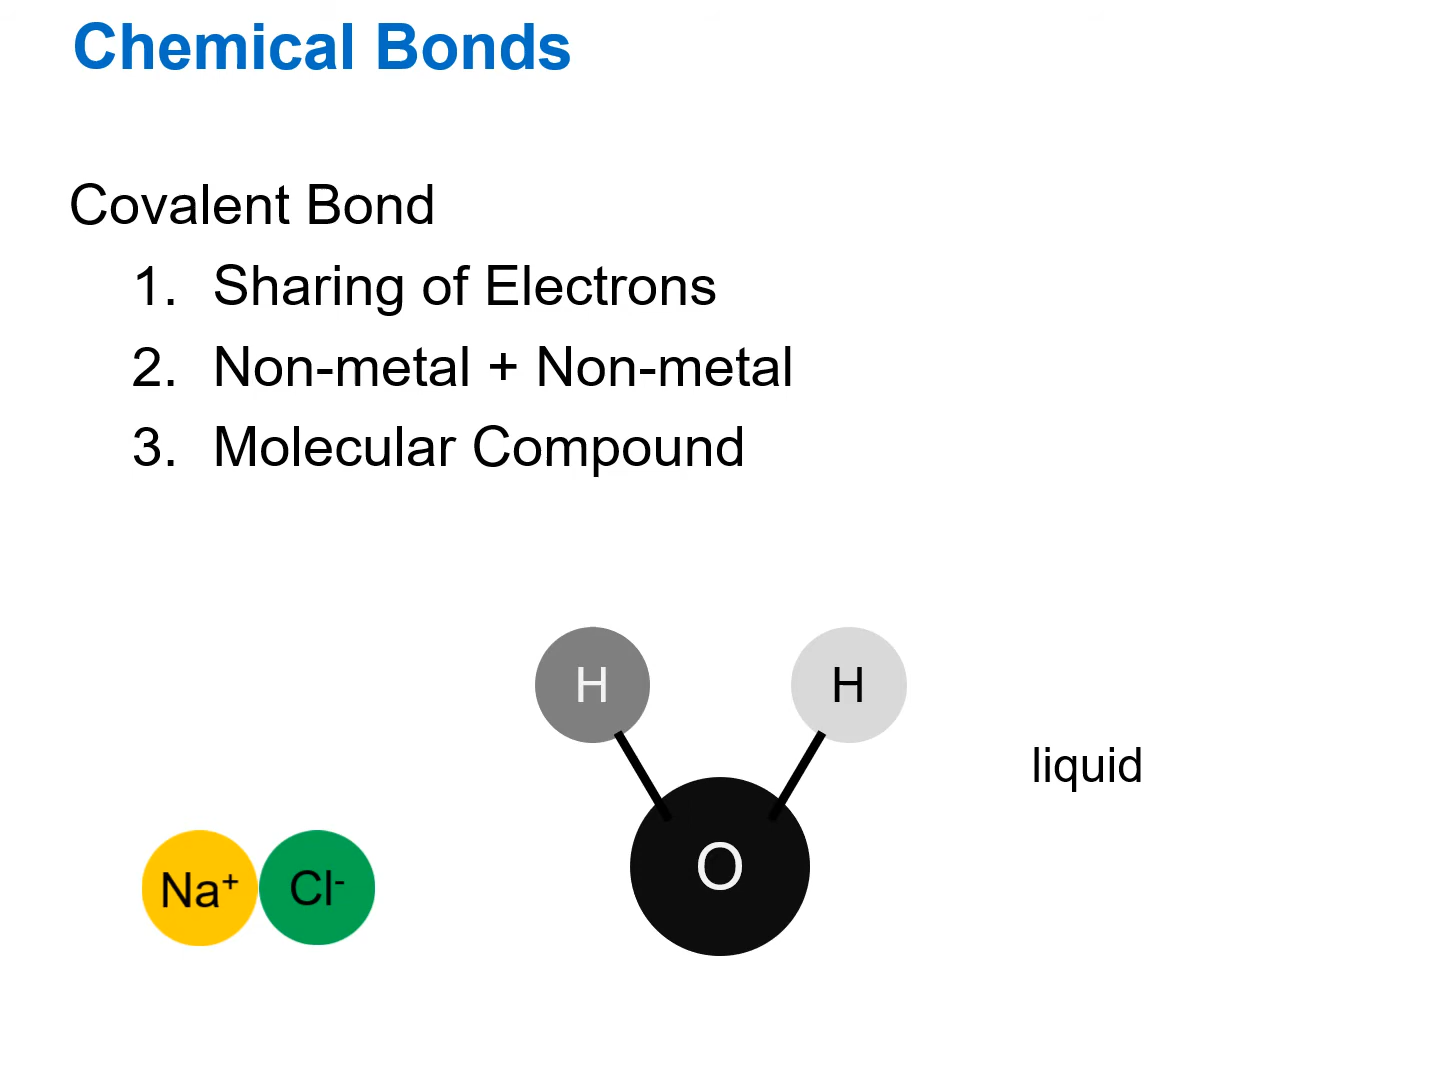 Chemical Bonds
Covalent Bond
1. Sharing of Electrons
2. Non-metal + Non-metal
3. Molecular Compound
H
H
liquid
O
Na⁺
Cl⁻